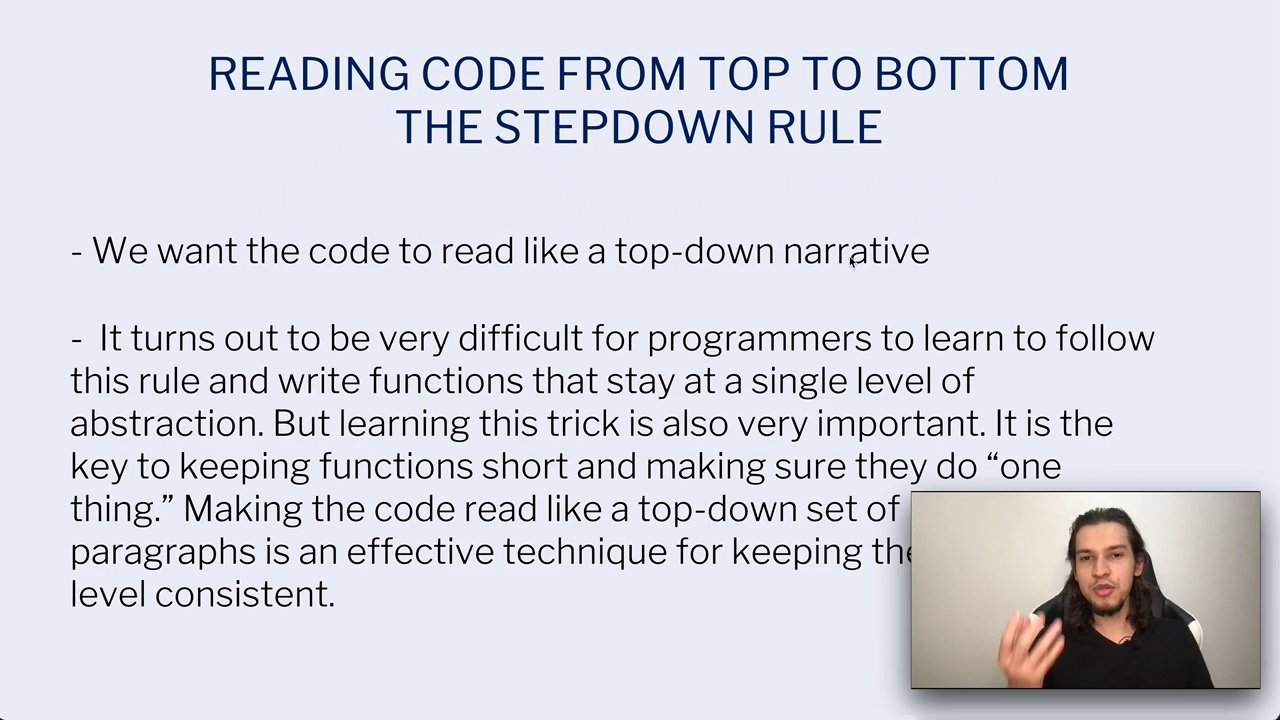 READING CODE FROM TOP TO BOTTOM
THE STEPDOWN RULE
- We want the code to read like a top-down narrative
- It turns out to be very difficult for programmers to learn to follow
this rule and write functions that stay at a single level of
abstraction. But learning this trick is also very important. It is the
key to keeping functions short and making sure they do “one
thing.” Making the code read like a top-down set of
paragraphs is an effective technique for keeping
level consistent.